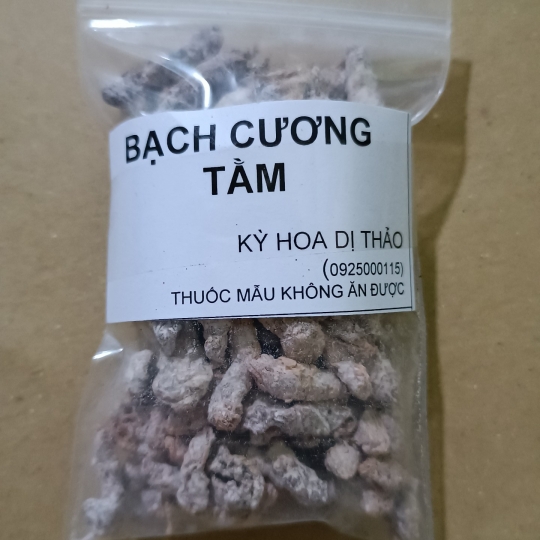 BẠCH CƯƠNG
TẰM
KỲ HOA DỊ THẢO
(0925000115)
THUỐC MẪU KHÔNG ĂN ĐƯỢC